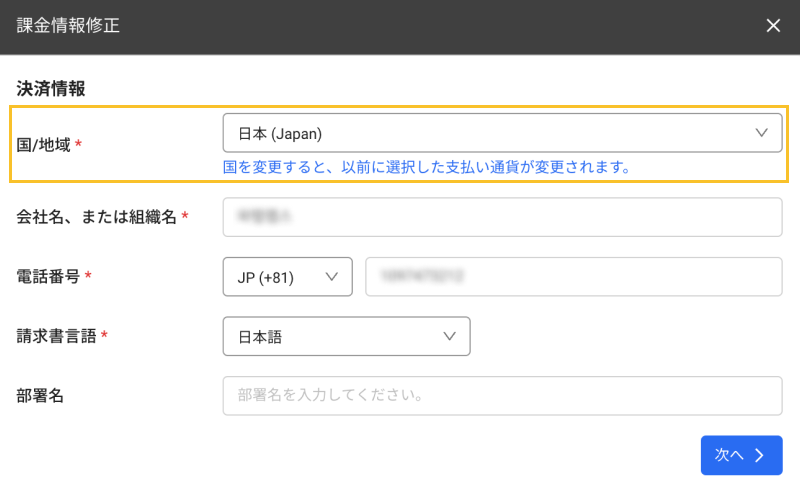 課金情報修正
決済情報
国/地域 *
日本 (Japan)
国を変更すると、以前に選択した支払い通貨が変更されます。
会社名、または組織名 *
電話番号 *
JP (+81)
請求書言語 *
日本語
部署名
部署名を入力してください。
次へ